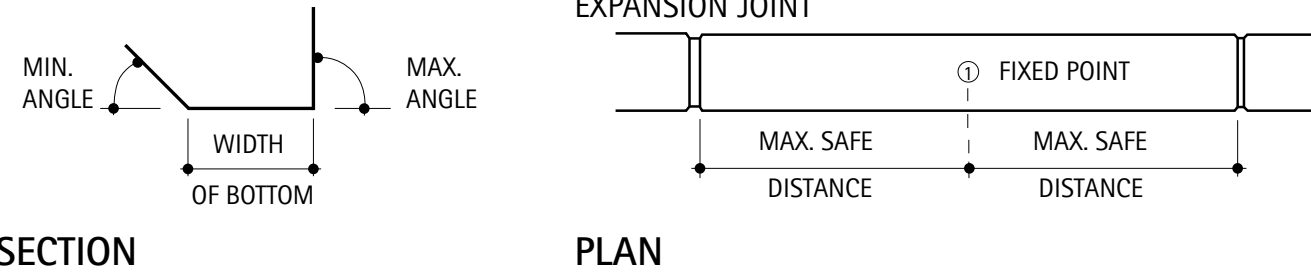 MIN.
ANGLE
MAX.
ANGLE
WIDTH
OF BOTTOM
SECTION
EXPANSION JOINT
① FIXED POINT
MAX. SAFE
DISTANCE
MAX. SAFE
DISTANCE
PLAN